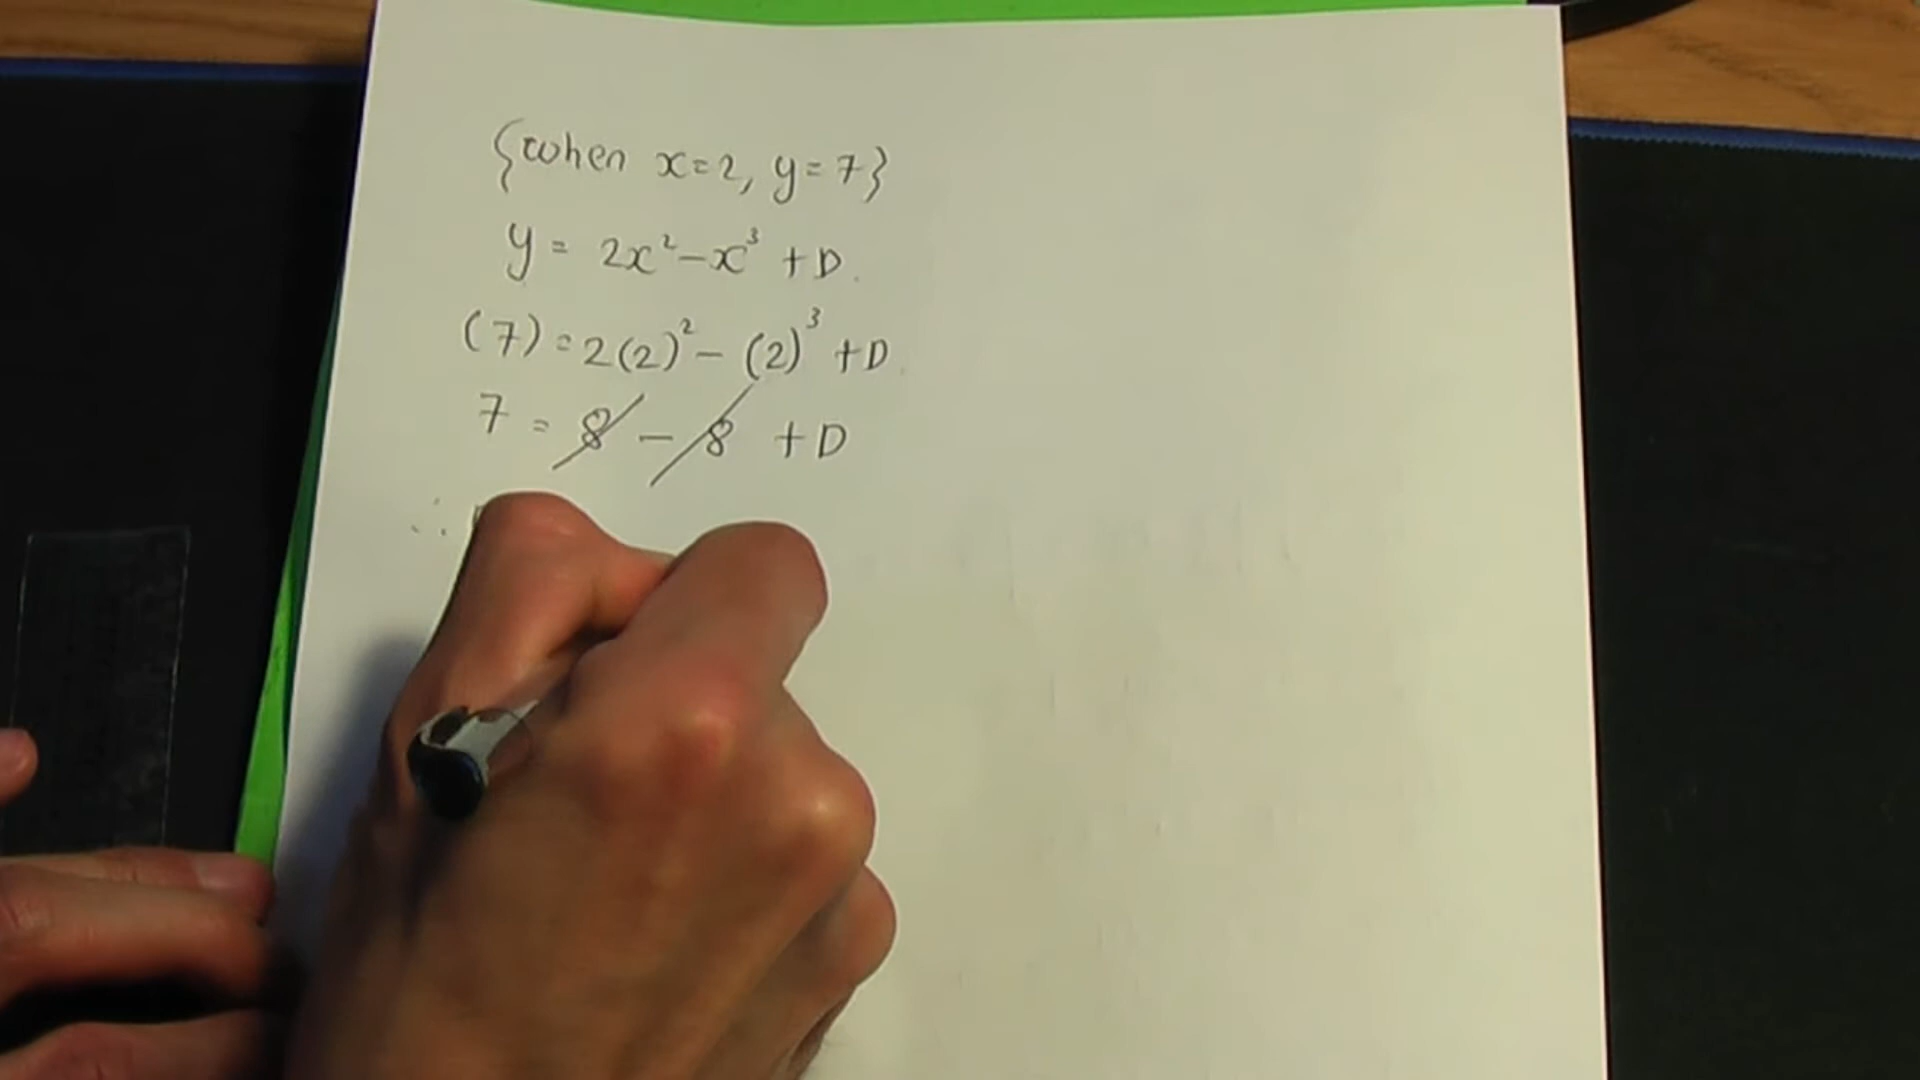 {when x=2, y=7}
y = 2x²-x³ +D.
(7)=2(2)²- (2)³ +D
7 = 8 - 8 +D
∴